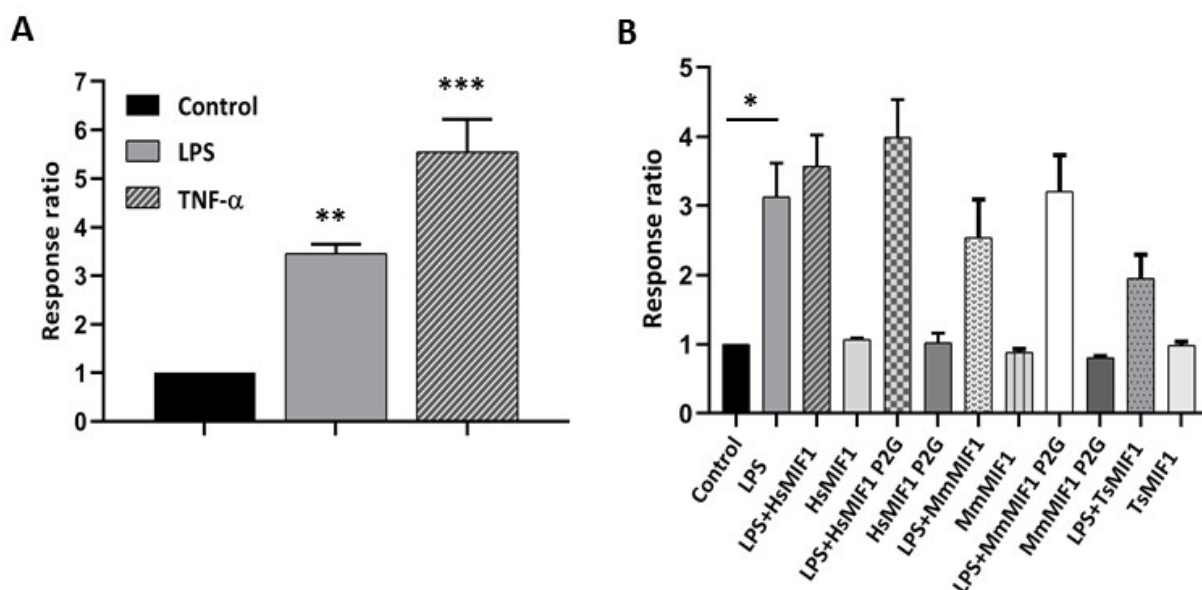 A
Response ratio
7
6
5
4
3
2
1
0
Control
LPS
TNF-α
**
***
B
Response ratio
5
4
3
2
1
0
*
Control
LPS
LPS+HsMIF1
HsMIF1
LPS+HsMIF1 P2G
HsMIF1 P2G
LPS+MmMIF1
MmMIF1
LPS+MmMIF1 P2G
MmMIF1 P2G
LPS+TsMIF1
TsMIF1